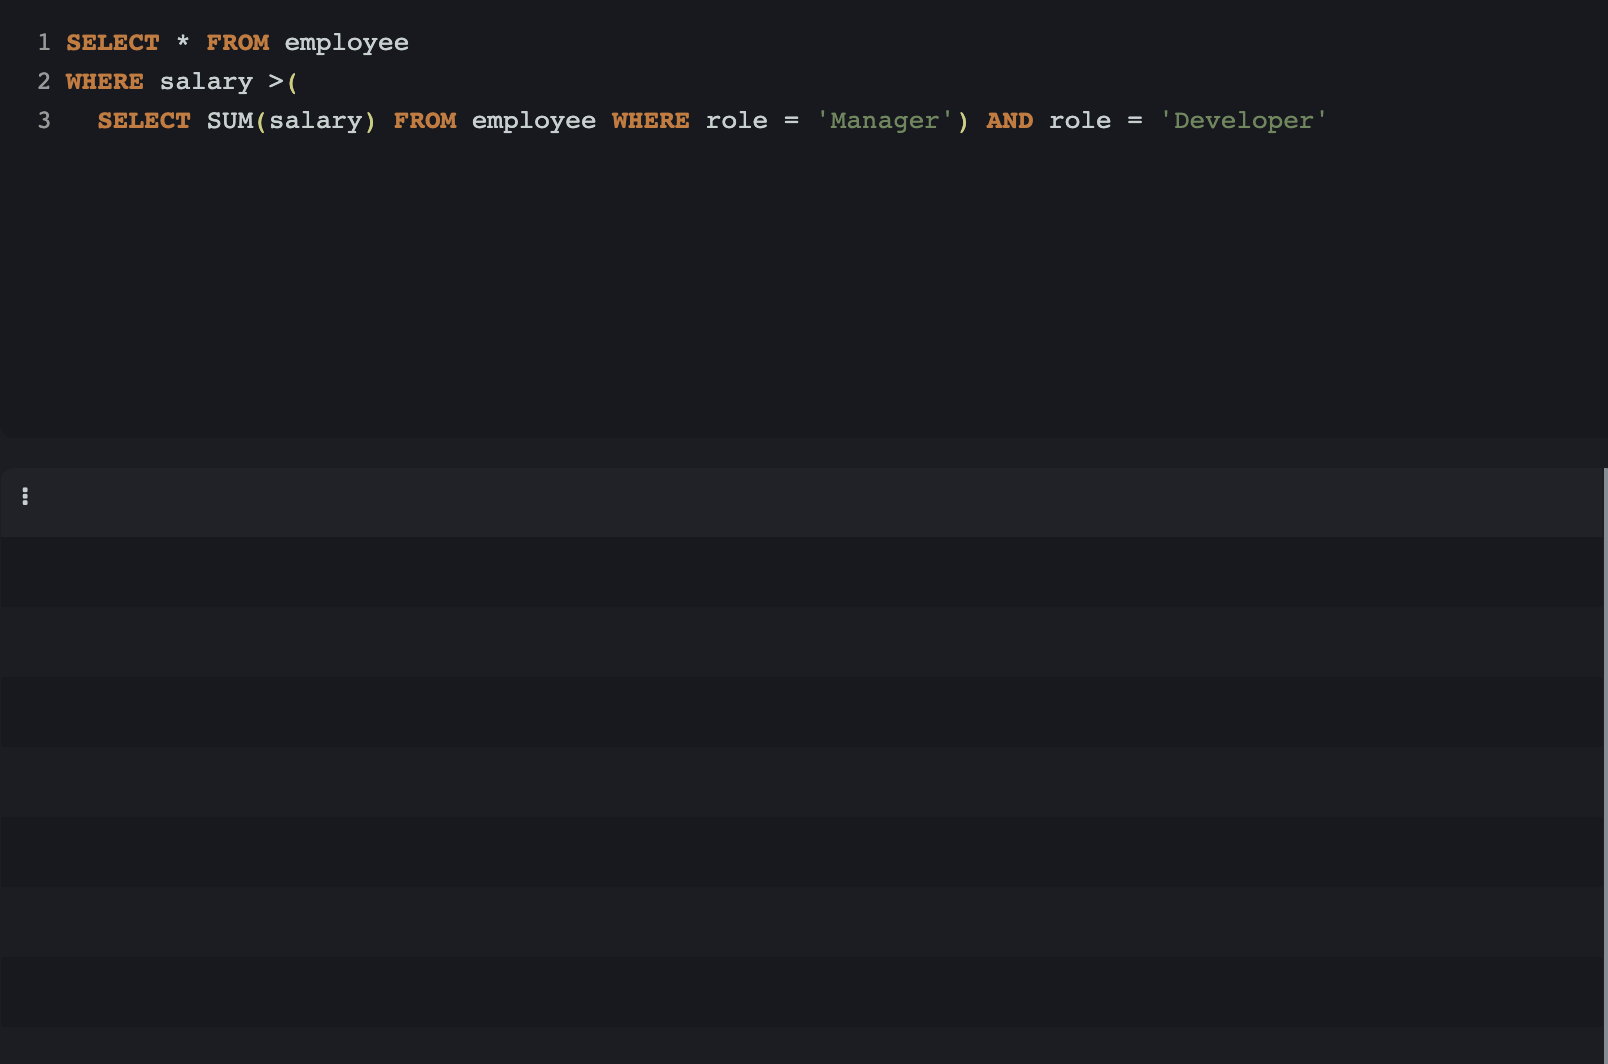 1 SELECT * FROM employee
2 WHERE salary >(
3   SELECT SUM(salary) FROM employee WHERE role = 'Manager') AND role = 'Developer'